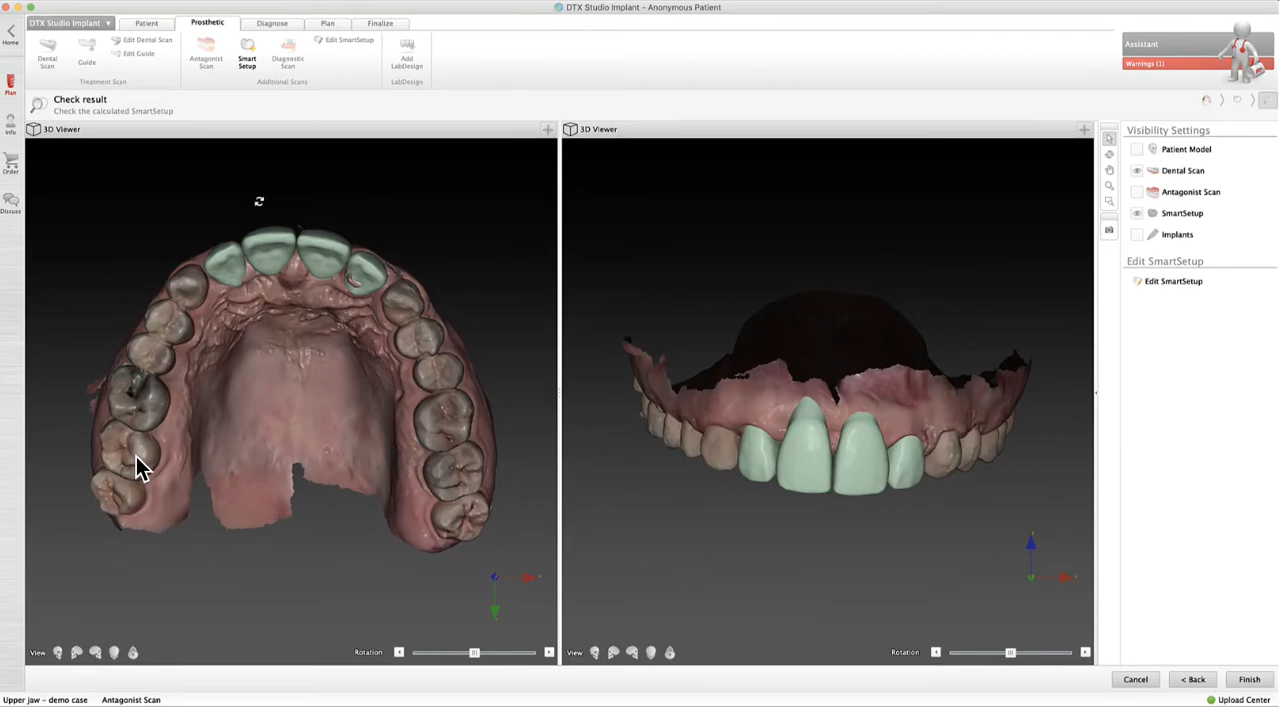 DTX Studio Implant - Anonymous Patient
DTX Studio Implant
Patient
Prosthetic
Diagnose
Plan
Finalize
Home
Plan
Info
Order
Discuss
Dental Scan
Guide
Edit Dental Scan
Edit Guide
Treatment Scan
Antagonist Scan
Smart Setup
Diagnostic Scan
Edit SmartSetup
Additional Scans
Add LabDesign
LabDesign
Assistant
Warnings (1)
Check result
Check the calculated SmartSetup
3D Viewer
3D Viewer
Visibility Settings
Patient Model
Dental Scan
Antagonist Scan
SmartSetup
Implants
Edit SmartSetup
Edit SmartSetup
View
Rotation
View
Rotation
Cancel
< Back
Finish
Upper jaw - demo case
Antagonist Scan
Upload Center